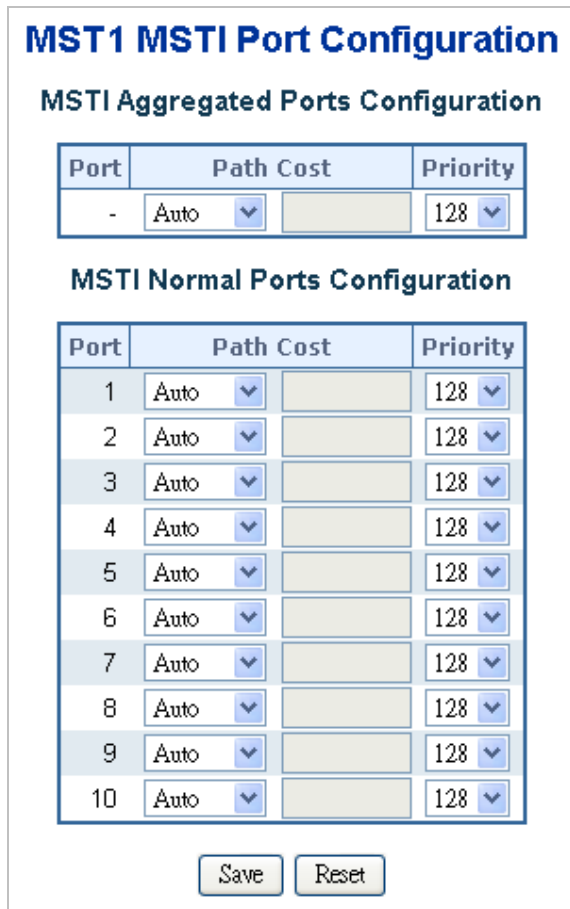 MST1 MSTI Port Configuration
MSTI Aggregated Ports Configuration
Port Path Cost Priority
- Auto 128
MSTI Normal Ports Configuration
Port Path Cost Priority
1 Auto 128
2 Auto 128
3 Auto 128
4 Auto 128
5 Auto 128
6 Auto 128
7 Auto 128
8 Auto 128
9 Auto 128
10 Auto 128
Save Reset